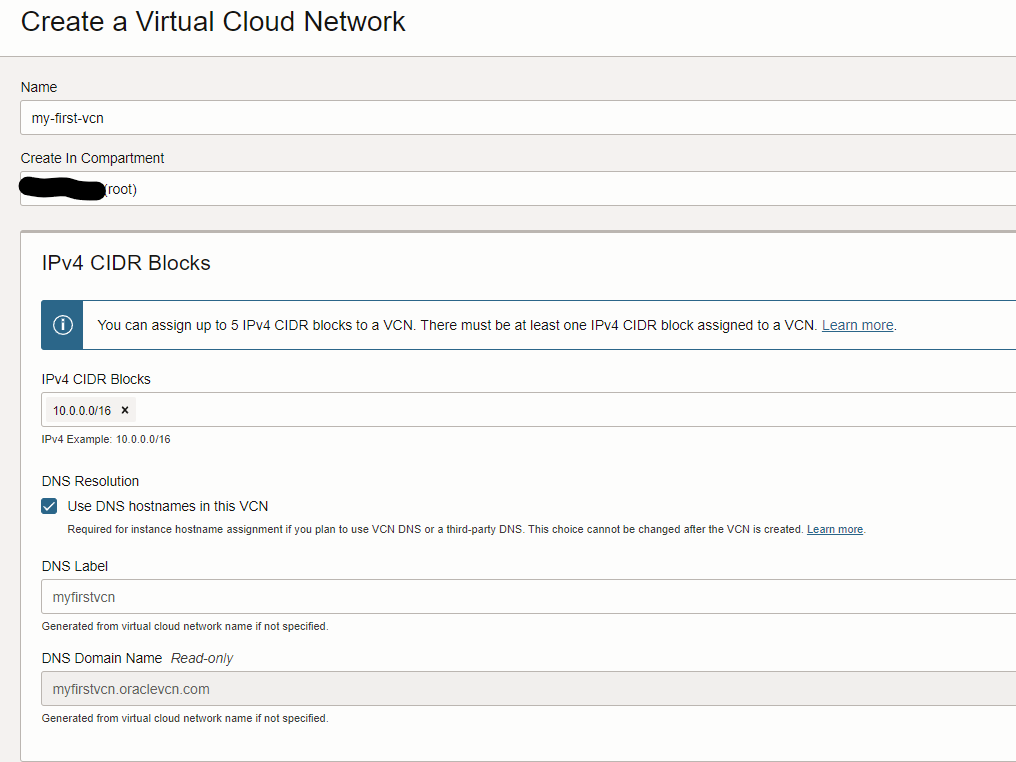 Create a Virtual Cloud Network
Name
my-first-vcn
Create In Compartment
(root)
IPv4 CIDR Blocks
You can assign up to 5 IPv4 CIDR blocks to a VCN. There must be at least one IPv4 CIDR block assigned to a VCN. Learn more.
IPv4 CIDR Blocks
10.0.0.0/16 ×
IPv4 Example: 10.0.0.0/16
DNS Resolution
Use DNS hostnames in this VCN
Required for instance hostname assignment if you plan to use VCN DNS or a third-party DNS. This choice cannot be changed after the VCN is created. Learn more.
DNS Label
myfirstvcn
Generated from virtual cloud network name if not specified.
DNS Domain Name Read-only
myfirstvcn.oraclevcn.com
Generated from virtual cloud network name if not specified.